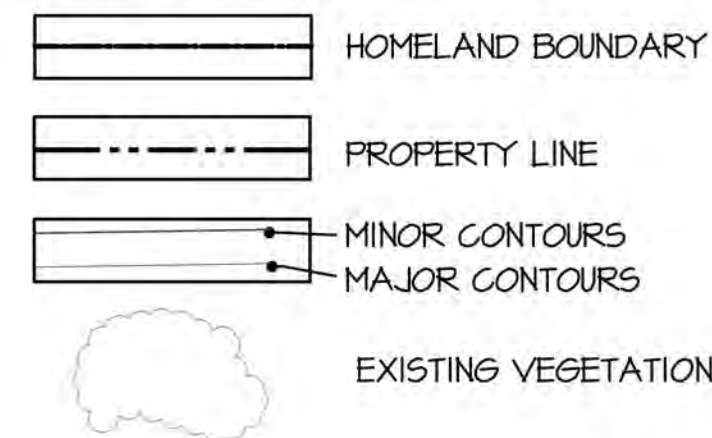 HOMELAND BOUNDARY
PROPERTY LINE
MINOR CONTOURS
MAJOR CONTOURS
EXISTING VEGETATION